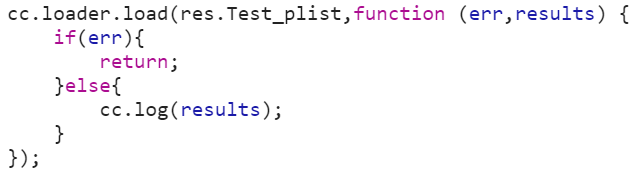 cc.loader.load(res.Test_plist,function (err,results) {
    if(err){
        return;
    }else{
        cc.log(results);
    }
});